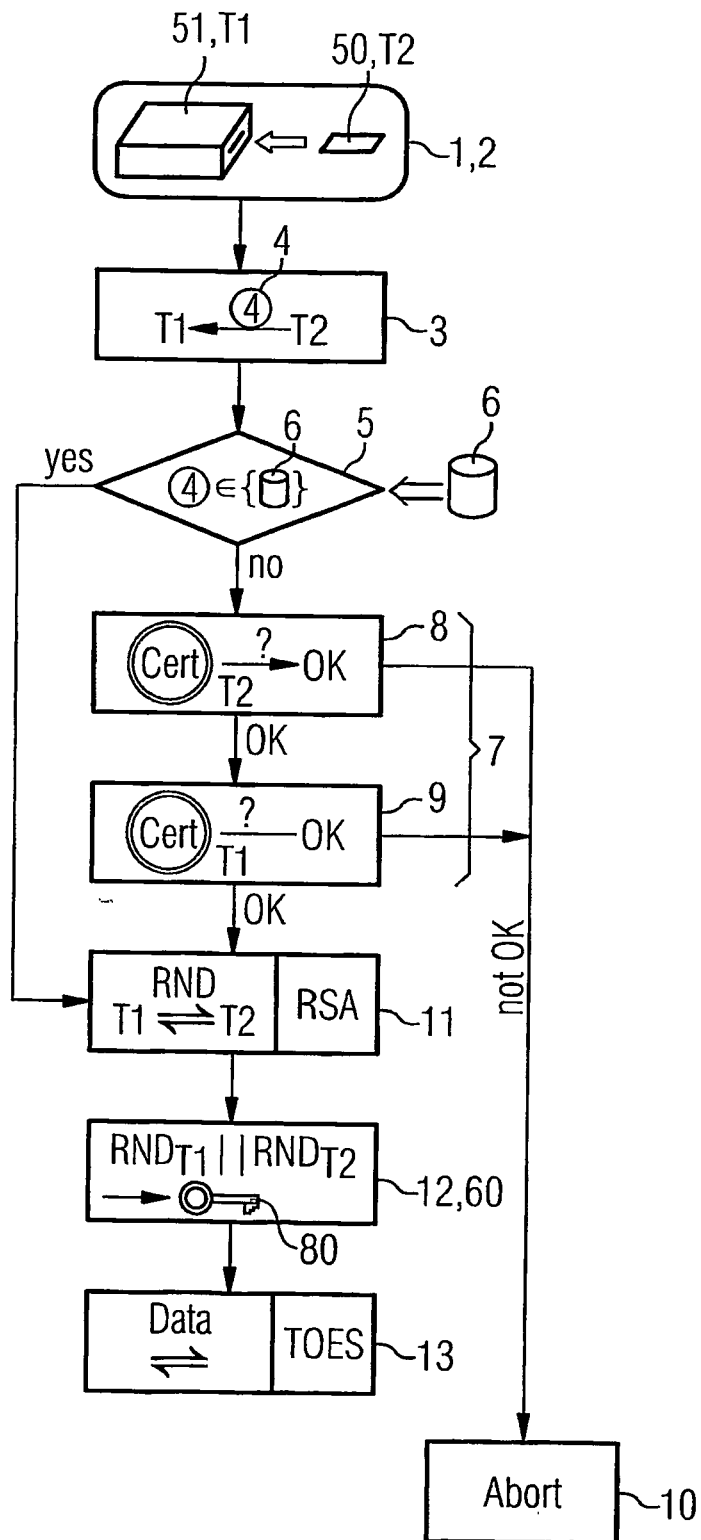 51,T1
50,T2
1,2
4
④
T1 T2
3
6
5
6
yes
④ ∈ { }
no
8
Cert ? OK
T2
7
OK
9
Cert ? OK
T1
OK
not OK
RND
T1 ⇌ T2
RSA
11
RNDT1 || RNDT2
12,60
80
Data
TOES
13
Abort
10